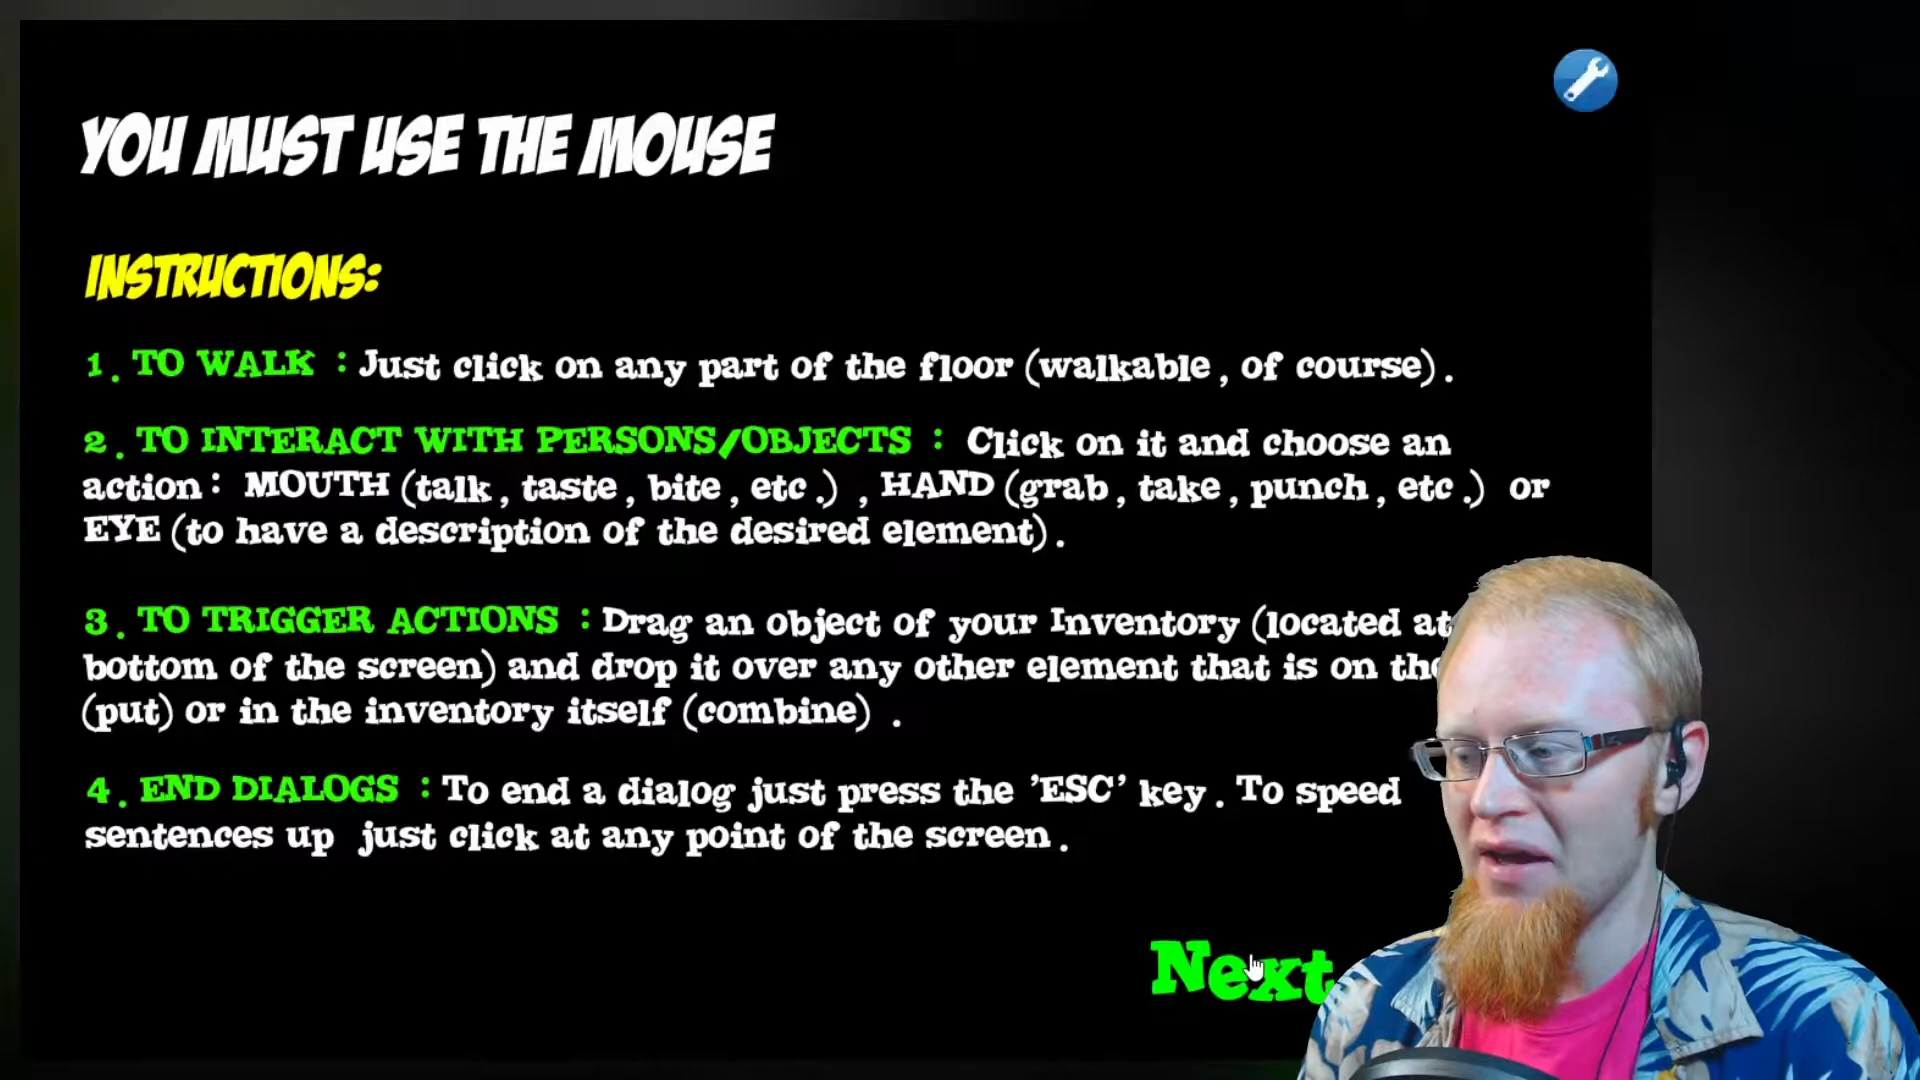 YOU MUST USE THE MOUSE
INSTRUCTIONS:
1. TO WALK : Just click on any part of the floor (walkable, of course).
2. TO INTERACT WITH PERSONS/OBJECTS : Click on it and choose an
action: MOUTH (talk, taste, bite, etc.) , HAND (grab, take, punch, etc.) or
EYE (to have a description of the desired element).
3. TO TRIGGER ACTIONS : Drag an object of your Inventory (located at
bottom of the screen) and drop it over any other element that is on the
(put) or in the inventory itself (combine) .
4. END DIALOGS : To end a dialog just press the 'ESC' key. To speed
sentences up just click at any point of the screen.
Next